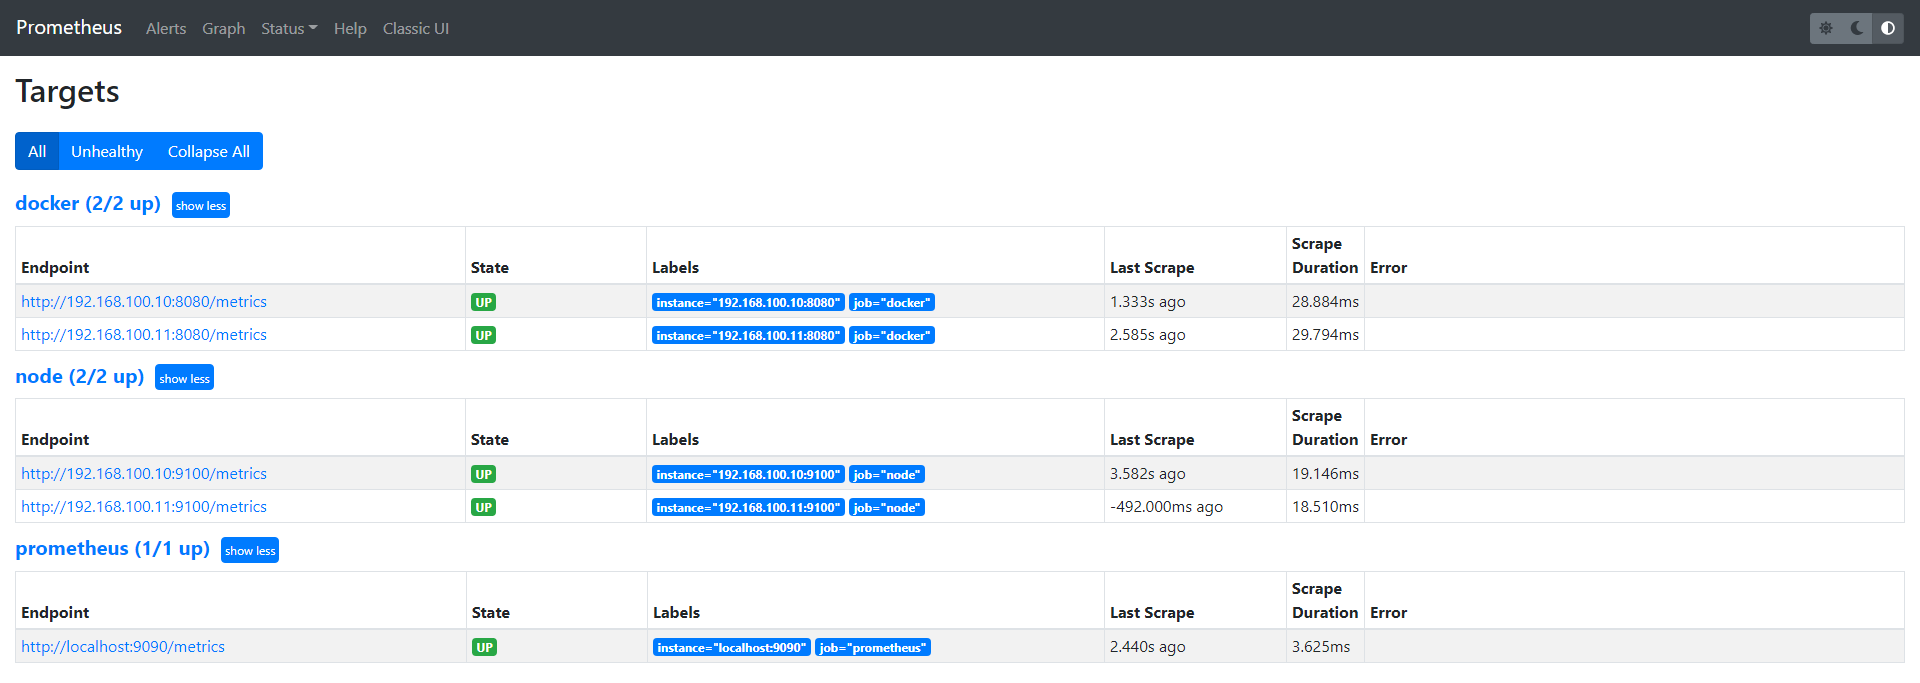 Prometheus Alerts Graph Status Help Classic UI
Targets
All Unhealthy Collapse All
docker (2/2 up) show less
Endpoint State Labels Last Scrape Scrape Duration Error
http://192.168.100.10:8080/metrics UP instance="192.168.100.10:8080" job="docker" 1.333s ago 28.884ms
http://192.168.100.11:8080/metrics UP instance="192.168.100.11:8080" job="docker" 2.585s ago 29.794ms
node (2/2 up) show less
Endpoint State Labels Last Scrape Scrape Duration Error
http://192.168.100.10:9100/metrics UP instance="192.168.100.10:9100" job="node" 3.582s ago 19.146ms
http://192.168.100.11:9100/metrics UP instance="192.168.100.11:9100" job="node" -492.000ms ago 18.510ms
prometheus (1/1 up) show less
Endpoint State Labels Last Scrape Scrape Duration Error
http://localhost:9090/metrics UP instance="localhost:9090" job="prometheus" 2.440s ago 3.625ms